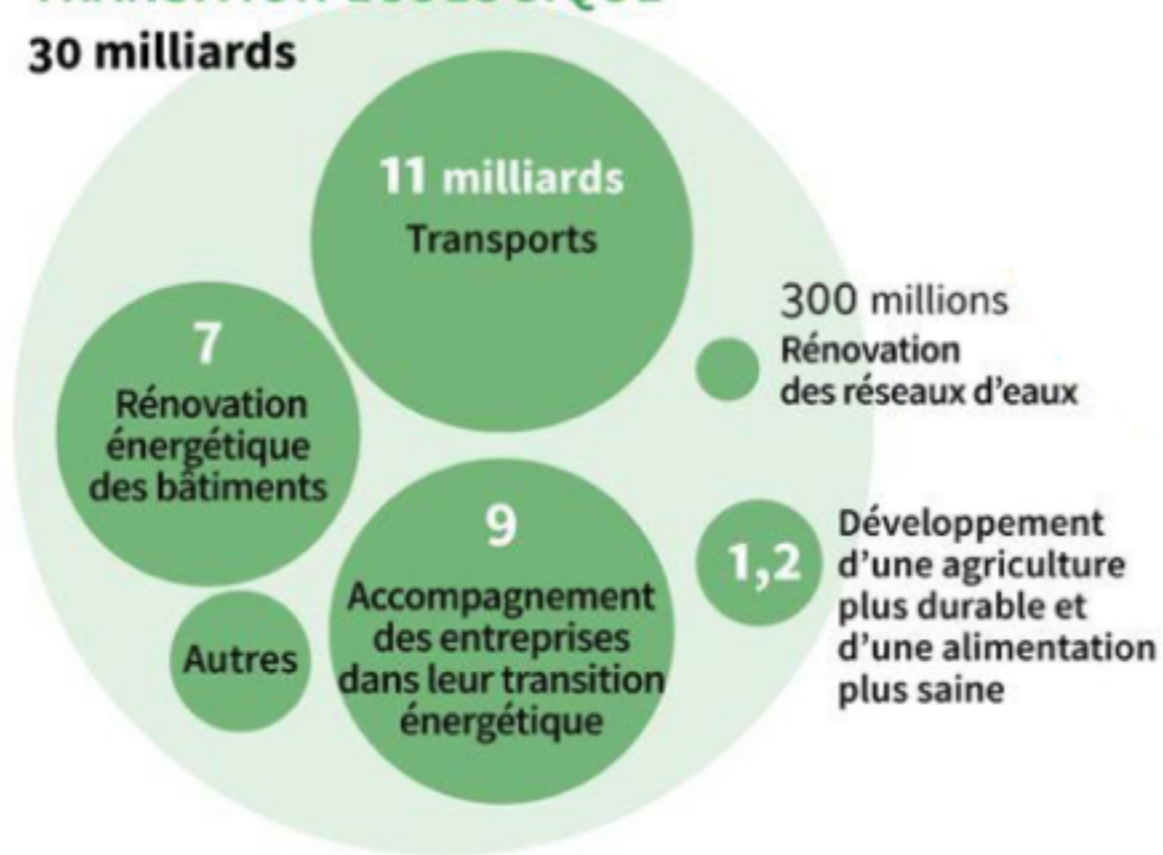 30 milliards
11 milliards
Transports
7
Rénovation
énergétique
des bâtiments
300 millions
Rénovation
des réseaux d’eaux
9
Accompagnement
des entreprises
dans leur transition
énergétique
1,2
Développement
d’une agriculture
plus durable et
d’une alimentation
plus saine
Autres